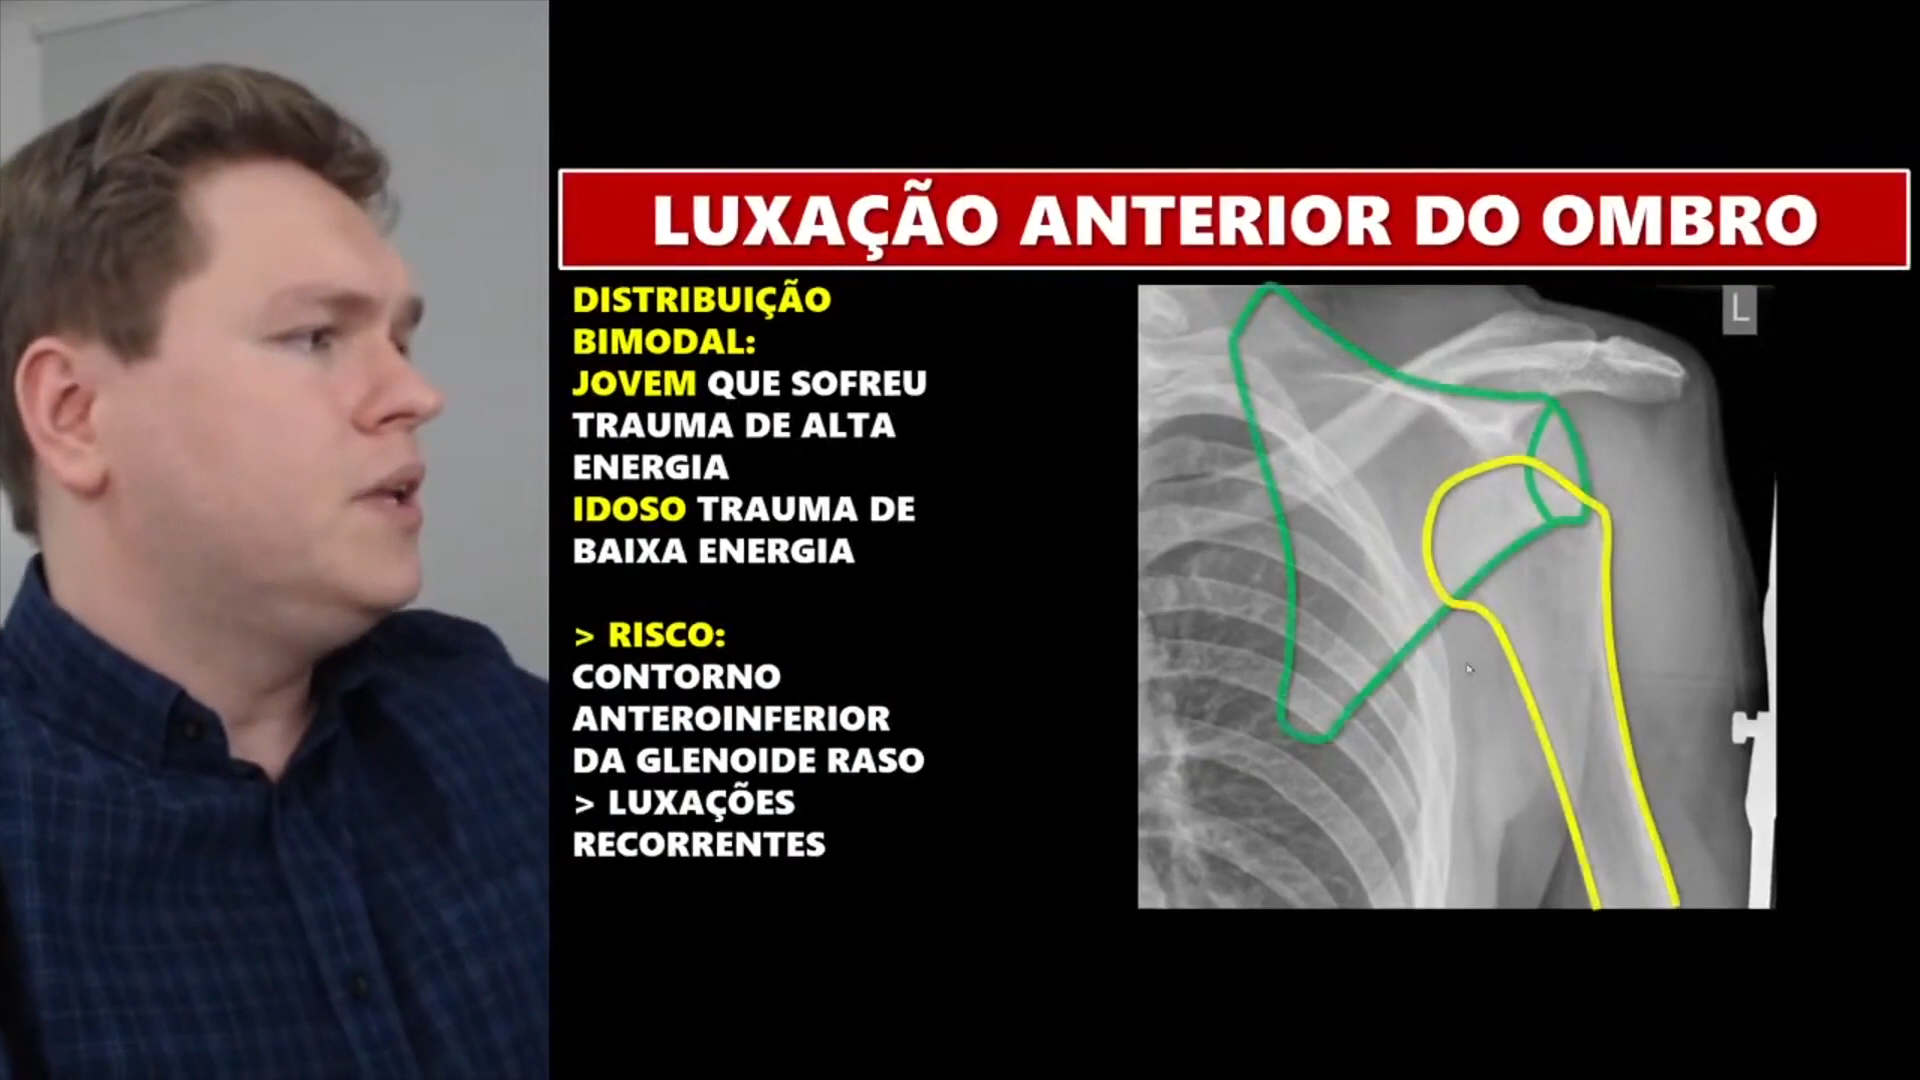 LUXAÇÃO ANTERIOR DO OMBRO
DISTRIBUIÇÃO
BIMODAL:
JOVEM QUE SOFREU
TRAUMA DE ALTA
ENERGIA
IDOSO TRAUMA DE
BAIXA ENERGIA
> RISCO:
CONTORNO
ANTEROINFERIOR
DA GLENOIDE RASO
> LUXAÇÕES
RECORRENTES
L